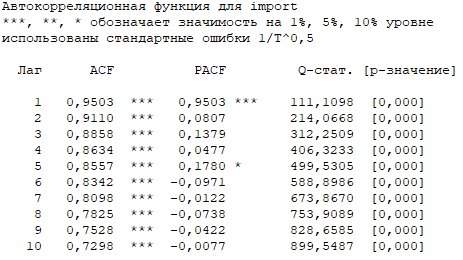 Автокорреляционная функция для import
***, **, * обозначает значимость на 1%, 5%, 10% уровне
использованы стандартные ошибки 1/T^0,5
Лаг ACF PACF Q-стат. [p-значение]
1 0,9503 *** 0,9503 *** 111,1098 [0,000]
2 0,9110 *** 0,0807 214,0668 [0,000]
3 0,8858 *** 0,1379 312,2509 [0,000]
4 0,8634 *** 0,0477 406,3233 [0,000]
5 0,8557 *** 0,1780 * 499,5305 [0,000]
6 0,8342 *** -0,0971 588,8986 [0,000]
7 0,8098 *** -0,0122 673,8670 [0,000]
8 0,7825 *** -0,0738 753,9089 [0,000]
9 0,7528 *** -0,0422 828,6585 [0,000]
10 0,7298 *** -0,0077 899,5487 [0,000]